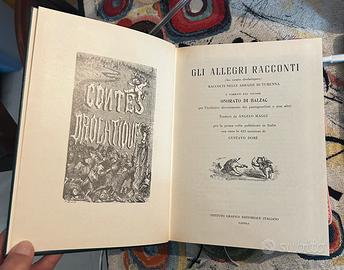 CONTES
DROLATIQUES
GLI ALLEGRI RACCONTI
(les contes drolatiques)
RACCOLTI NELLE ABBAZIE DI TURENNA
E TORNATI ALL'ONORE
ONORATO DI BALZAC
per l'esclusivo divertimento dei pantagruelisti e non altri
Tradotti da ANGELO MAGGI
per la prima volta pubblicati in Italia
con tutte le 425 incisioni di
GUSTAVO DORÉ
ISTITUTO GRAFICO EDITORIALE ITALIANO
NAPOLI
subito